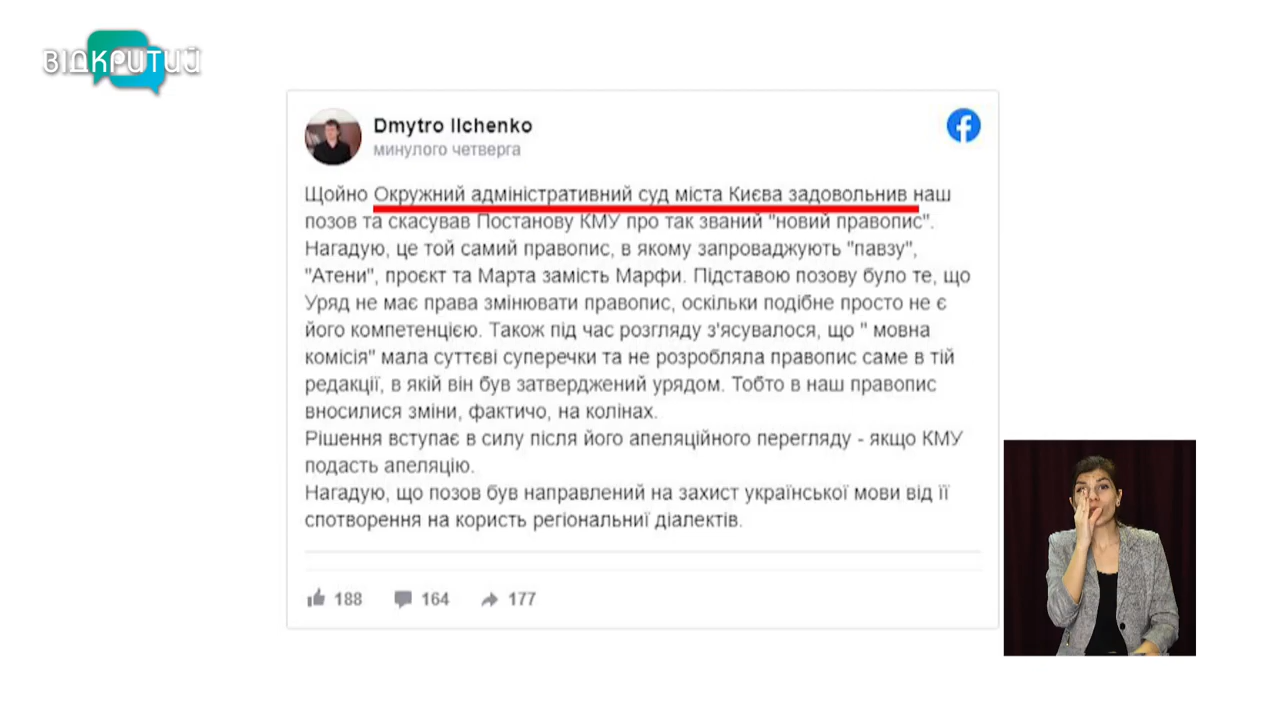 ВІДКРИТИЙ
Dmytro Ilchenko
минулого четверга
Щойно Окружний адміністративний суд міста Києва задовольнив наш
позов та скасував Постанову КМУ про так званий "новий правопис".
Нагадую, це той самий правопис, в якому запроваджують "павзу",
"Атени", проєкт та Марта замість Марфи. Підставою позову було те, що
Уряд не має права змінювати правопис, оскільки подібне просто не є
його компетенцією. Також під час розгляду з'ясувалося, що " мовна
комісія" мала суттєві суперечки та не розробляла правопис саме в тій
редакції, в якій він був затверджений урядом. Тобто в наш правопис
вносилися зміни, фактичо, на колінах.
Рішення вступає в силу після його апеляційного перегляду - якщо КМУ
подасть апеляцію.
Нагадую, що позов був направлений на захист української мови від її
спотворення на користь регіональниї діалектів.
188 164 177